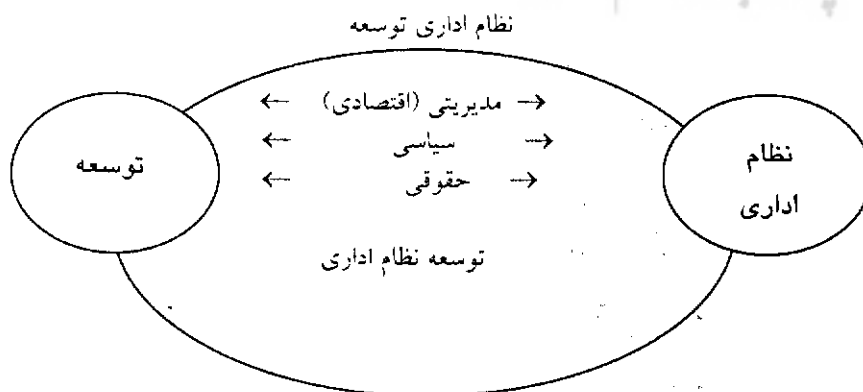 نظام اداری توسعه
← مدیریتی (اقتصادی) →
← سیاسی →
← حقوقی →
نظام
اداری
توسعه
توسعه نظام اداری